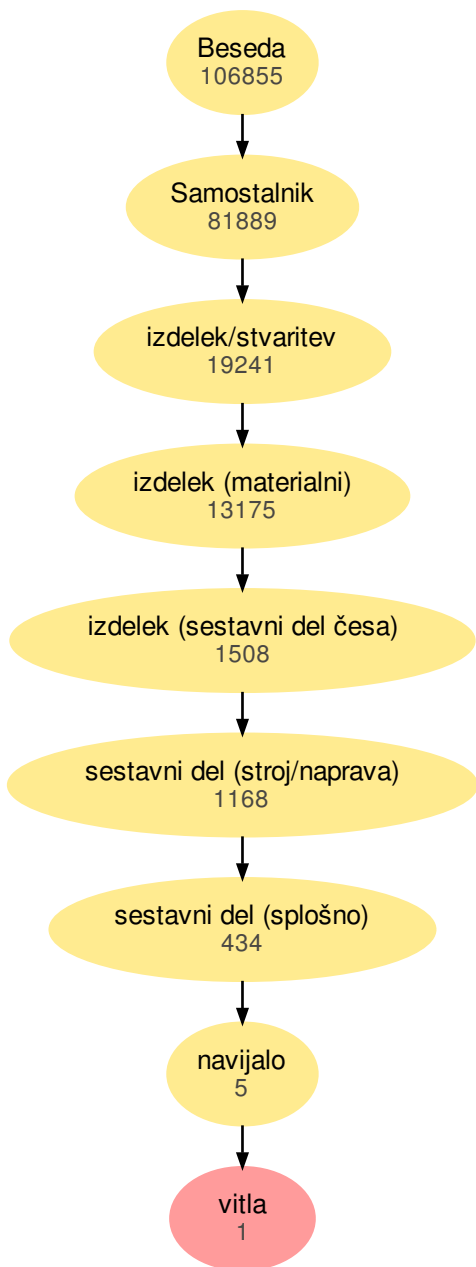 Beseda
106855
Samostalnik
81889
izdelek/stvaritev
19241
izdelek (materialni)
13175
izdelek (sestavni del česa)
1508
sestavni del (stroj/naprava)
1168
sestavni del (splošno)
434
navijalo
5
vitla
1